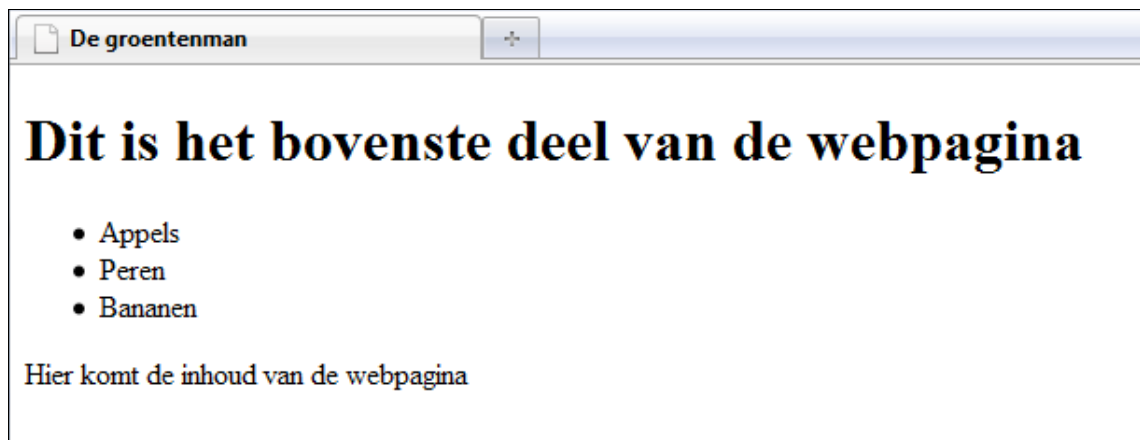 De groentenman
Dit is het bovenste deel van de webpagina
Appels
Peren
Bananen
Hier komt de inhoud van de webpagina